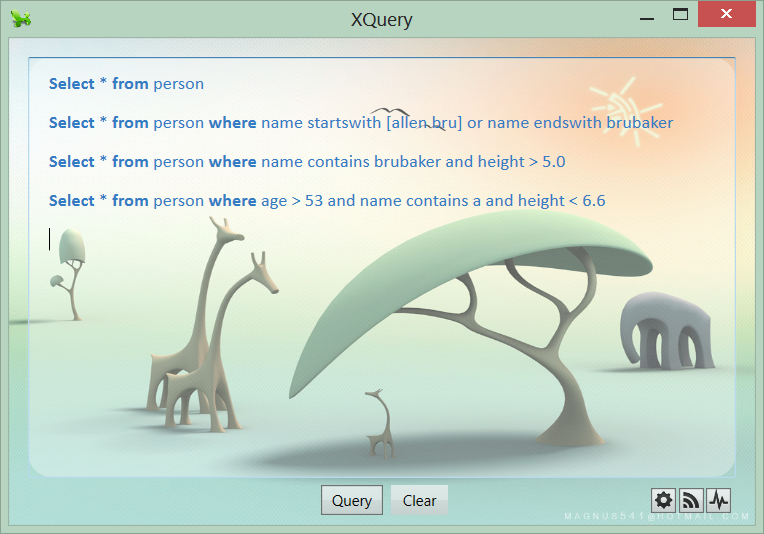 XQuery
Select * from person
Select * from person where name startswith [allen bru] or name endswith brubaker
Select * from person where name contains brubaker and height > 5.0
Select * from person where age > 53 and name contains a and height < 6.6
Query Clear
MAGNUS541@HOTMAIL.COM